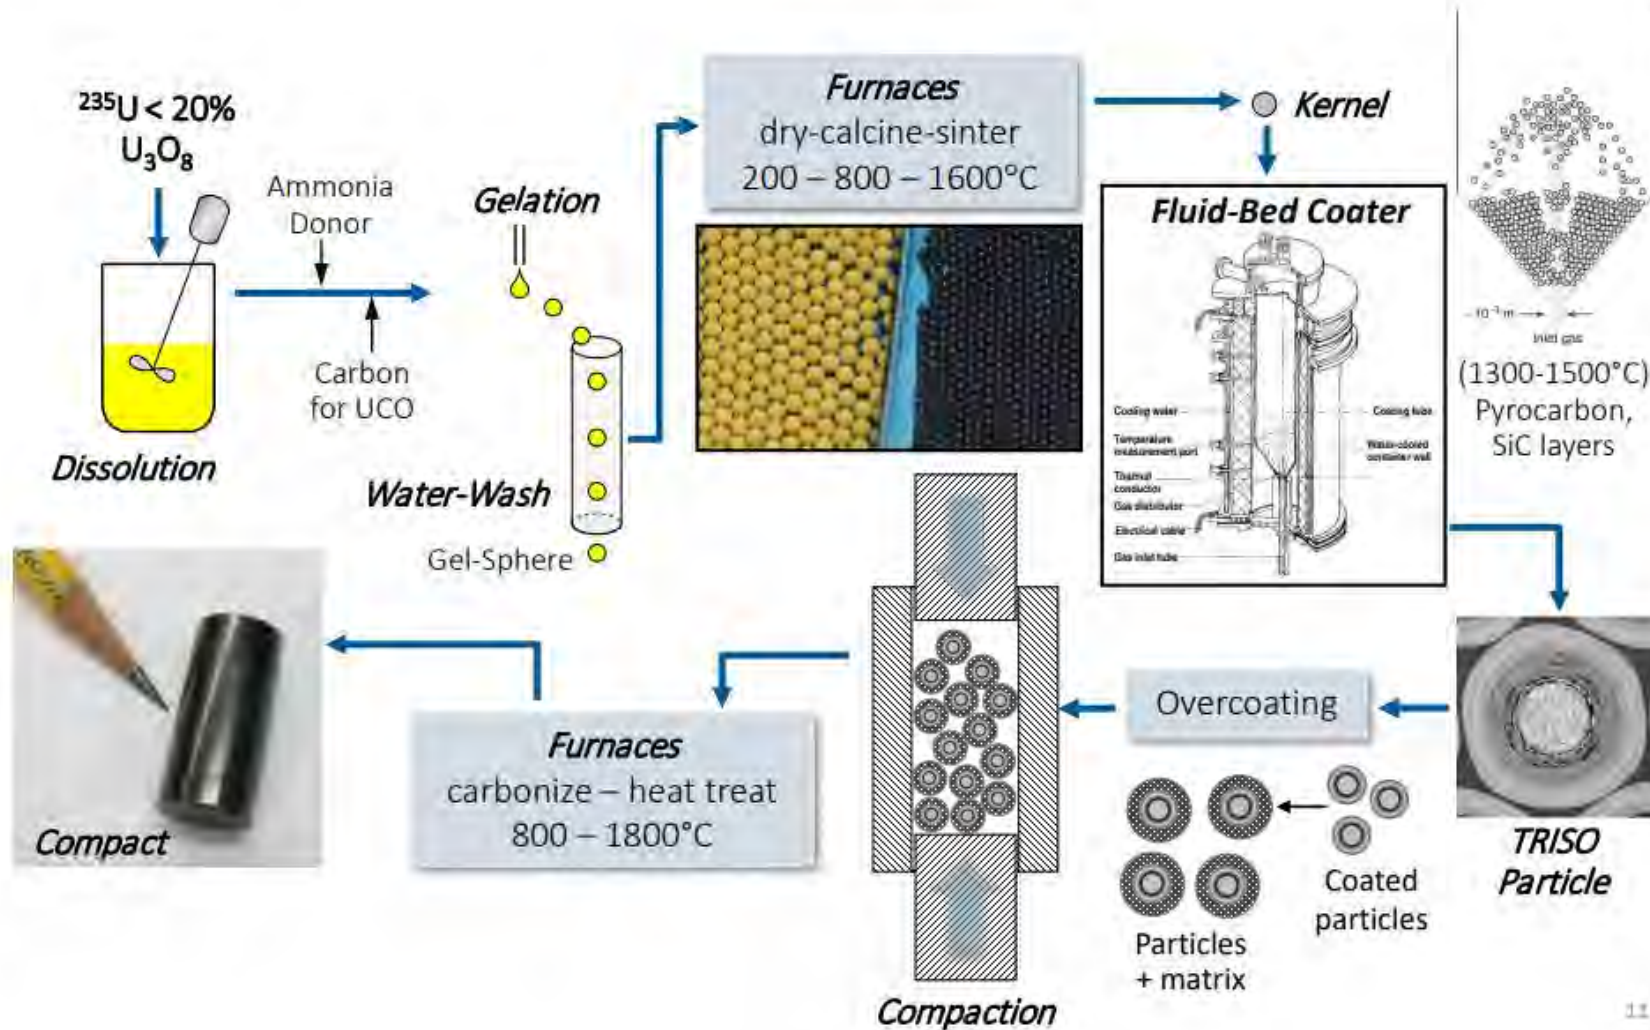 ²³⁵U < 20%
U₃O₈
Ammonia
Donor
Carbon
for UCO
Dissolution
Gelation
Water-Wash
Gel-Sphere
Furnaces
dry-calcine-sinter
200 – 800 – 1600°C
Kernel
Fluid-Bed Coater
Cooling water
Temperature
measurement port
Thermal
conductor
Gas distributor
Electrical cable
Gas inlet tube
Coating tube
Water-cooled
container wall
Inlet gas
(1300-1500°C)
Pyrocarbon,
SiC layers
TRISO
Particle
Overcoating
Coated
particles
Particles
+ matrix
Compaction
Furnaces
carbonize – heat treat
800 – 1800°C
Compact